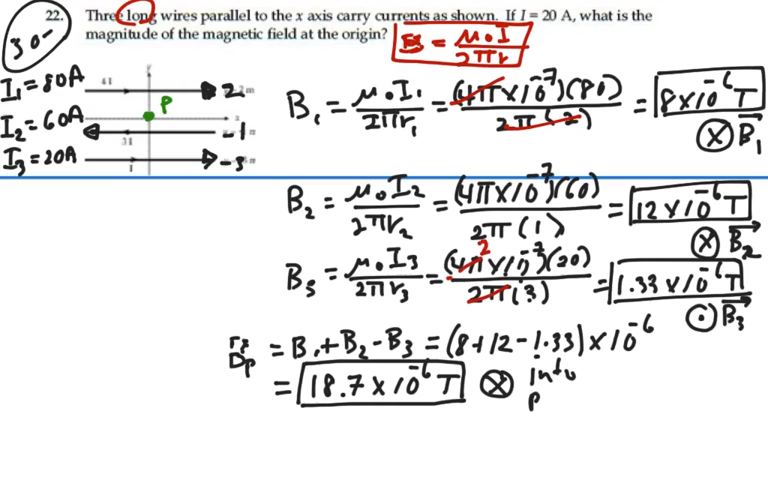 22. Three long wires parallel to the x axis carry currents as shown. If I = 20 A, what is the
magnitude of the magnetic field at the origin? B = μ₀I / 2πr
30-
I₁ = 80A 4I 2 m
P
I₂ = 60A x -1
3I
I₃ = 20A I -3
B₁ = μ₀I₁ / 2πr₁ = (4π×10⁻⁷)(80) / 2π(2) = 8×10⁻⁶ T
⊗ B₁
B₂ = μ₀I₂ / 2πr₂ = (4π×10⁻⁷)(60) / 2π(1) = 12×10⁻⁶ T
⊗ B₂
B₃ = μ₀I₃ / 2πr₃ = (4π×10⁻⁷)(20) / 2π(3) = 1.33×10⁻⁶ T
2
⊙ B₃
= B₁ + B₂ - B₃ = (8+12-1.33)×10⁻⁶
= 18.7×10⁻⁶ T ⊗ into
P